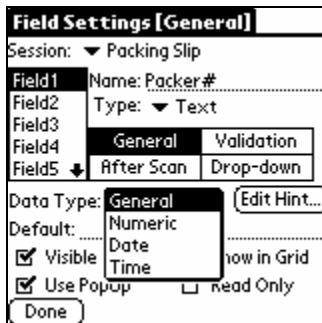 Field Settings [General]
Session: Packing Slip
Field1 Name: Packer#
Field2 Type: Text
Field3
Field4 General Validation
Field5 After Scan Drop-down
Data Type: General Edit Hint...
Numeric
Default: Date
Visible Time how in Grid
Use PopUp Read Only
Done